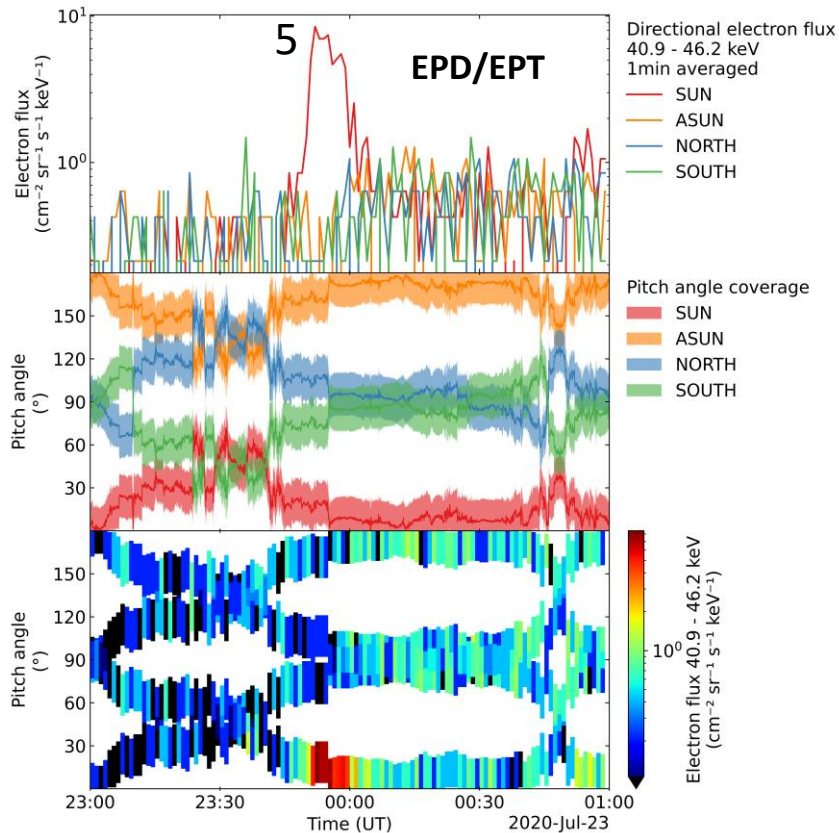 5
EPD/EPT
10¹
10⁰
Electron flux
(cm⁻² sr⁻¹ s⁻¹ keV⁻¹)
Directional electron flux
40.9 - 46.2 keV
1min averaged
SUN
ASUN
NORTH
SOUTH
150
120
90
60
30
Pitch angle
(°)
Pitch angle coverage
SUN
ASUN
NORTH
SOUTH
150
120
90
60
30
Pitch angle
(°)
10⁰
Electron flux 40.9 - 46.2 keV
(cm⁻² sr⁻¹ s⁻¹ keV⁻¹)
23:00 23:30 00:00 00:30 01:00
Time (UT)
2020-Jul-23